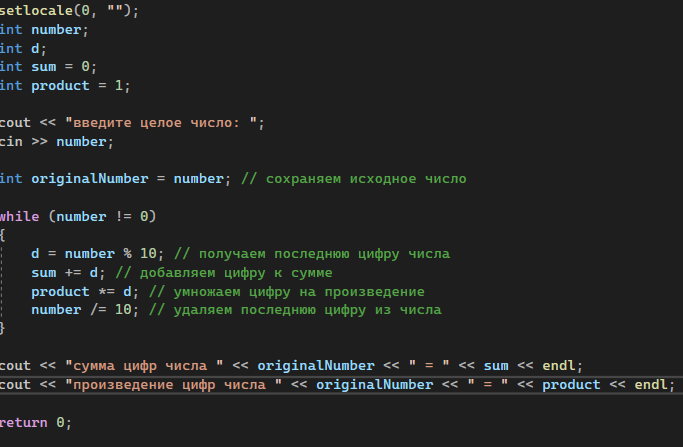 setlocale(0, "");
int number;
int d;
int sum = 0;
int product = 1;
cout << "введите целое число: ";
cin >> number;
int originalNumber = number; // сохраняем исходное число
while (number != 0)
{
d = number % 10; // получаем последнюю цифру числа
sum += d; // добавляем цифру к сумме
product *= d; // умножаем цифру на произведение
number /= 10; // удаляем последнюю цифру из числа
}
cout << "сумма цифр числа " << originalNumber << " = " << sum << endl;
cout << "произведение цифр числа " << originalNumber << " = " << product << endl;
return 0;